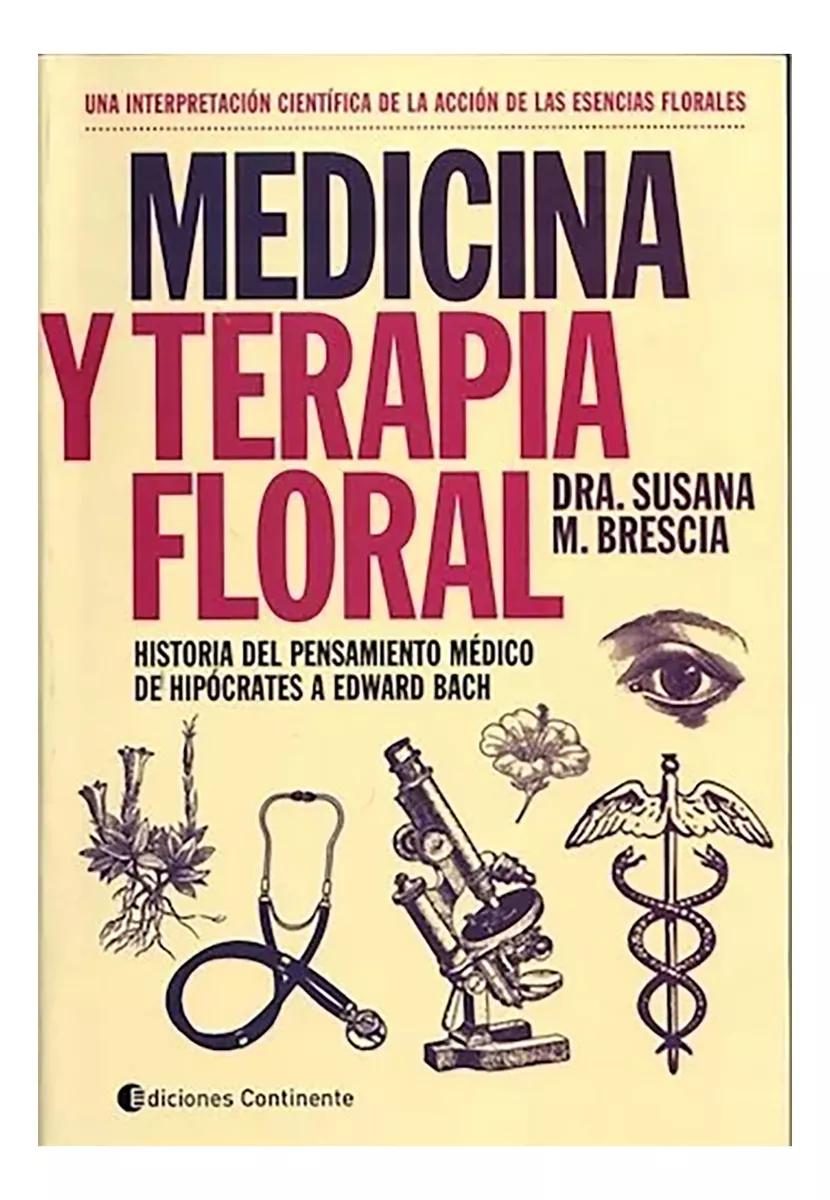 UNA INTERPRETACIÓN CIENTÍFICA DE LA ACCIÓN DE LAS ESENCIAS FLORALES
MEDICINA
Y TERAPIA
FLORAL
DRA. SUSANA
M. BRESCIA
HISTORIA DEL PENSAMIENTO MÉDICO
DE HIPÓCRATES A EDWARD BACH
Ediciones Continente